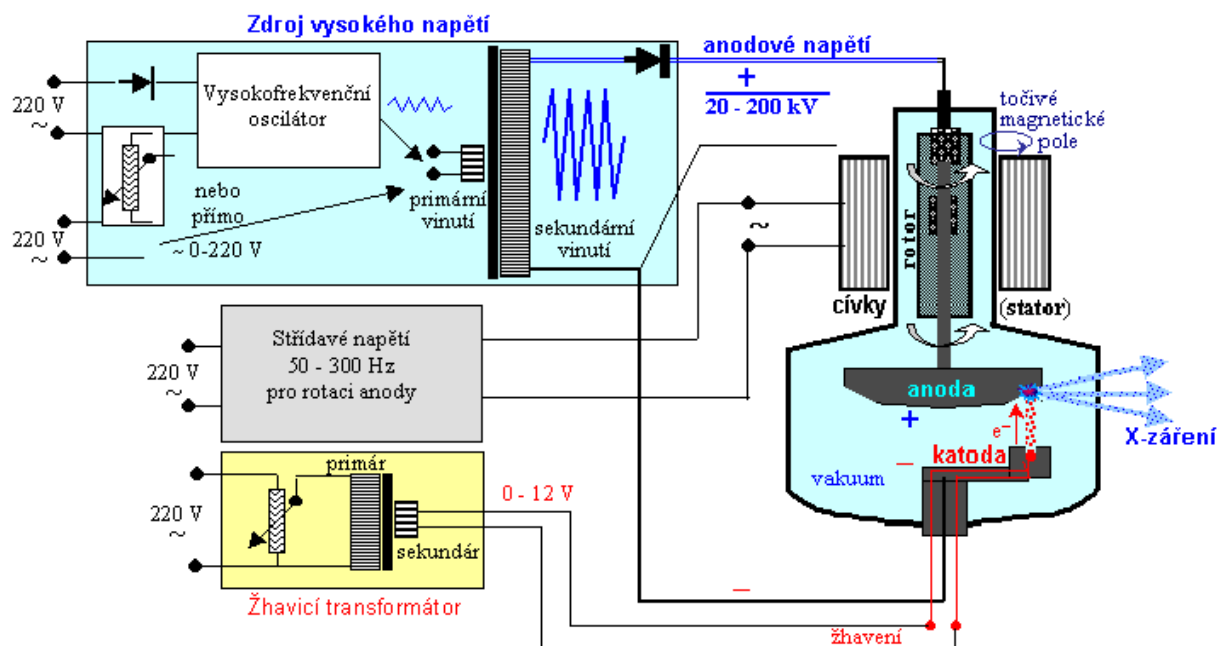 Zdroj vysokého napětí
220 V
~
Vysokofrekvenční
oscilátor
nebo
přímo
~ 0-220 V
220 V
~
primární
vinutí
sekundární
vinutí
anodové napětí
+
20 - 200 kV
točivé
magnetické
pole
rotor
cívky
(stator)
~
Střídavé napětí
50 - 300 Hz
pro rotaci anody
220 V
~
anoda
+
e⁻
X-záření
katoda
−
vakuum
primár
220 V
~
sekundár
0 - 12 V
Žhavicí transformátor
−
žhavení